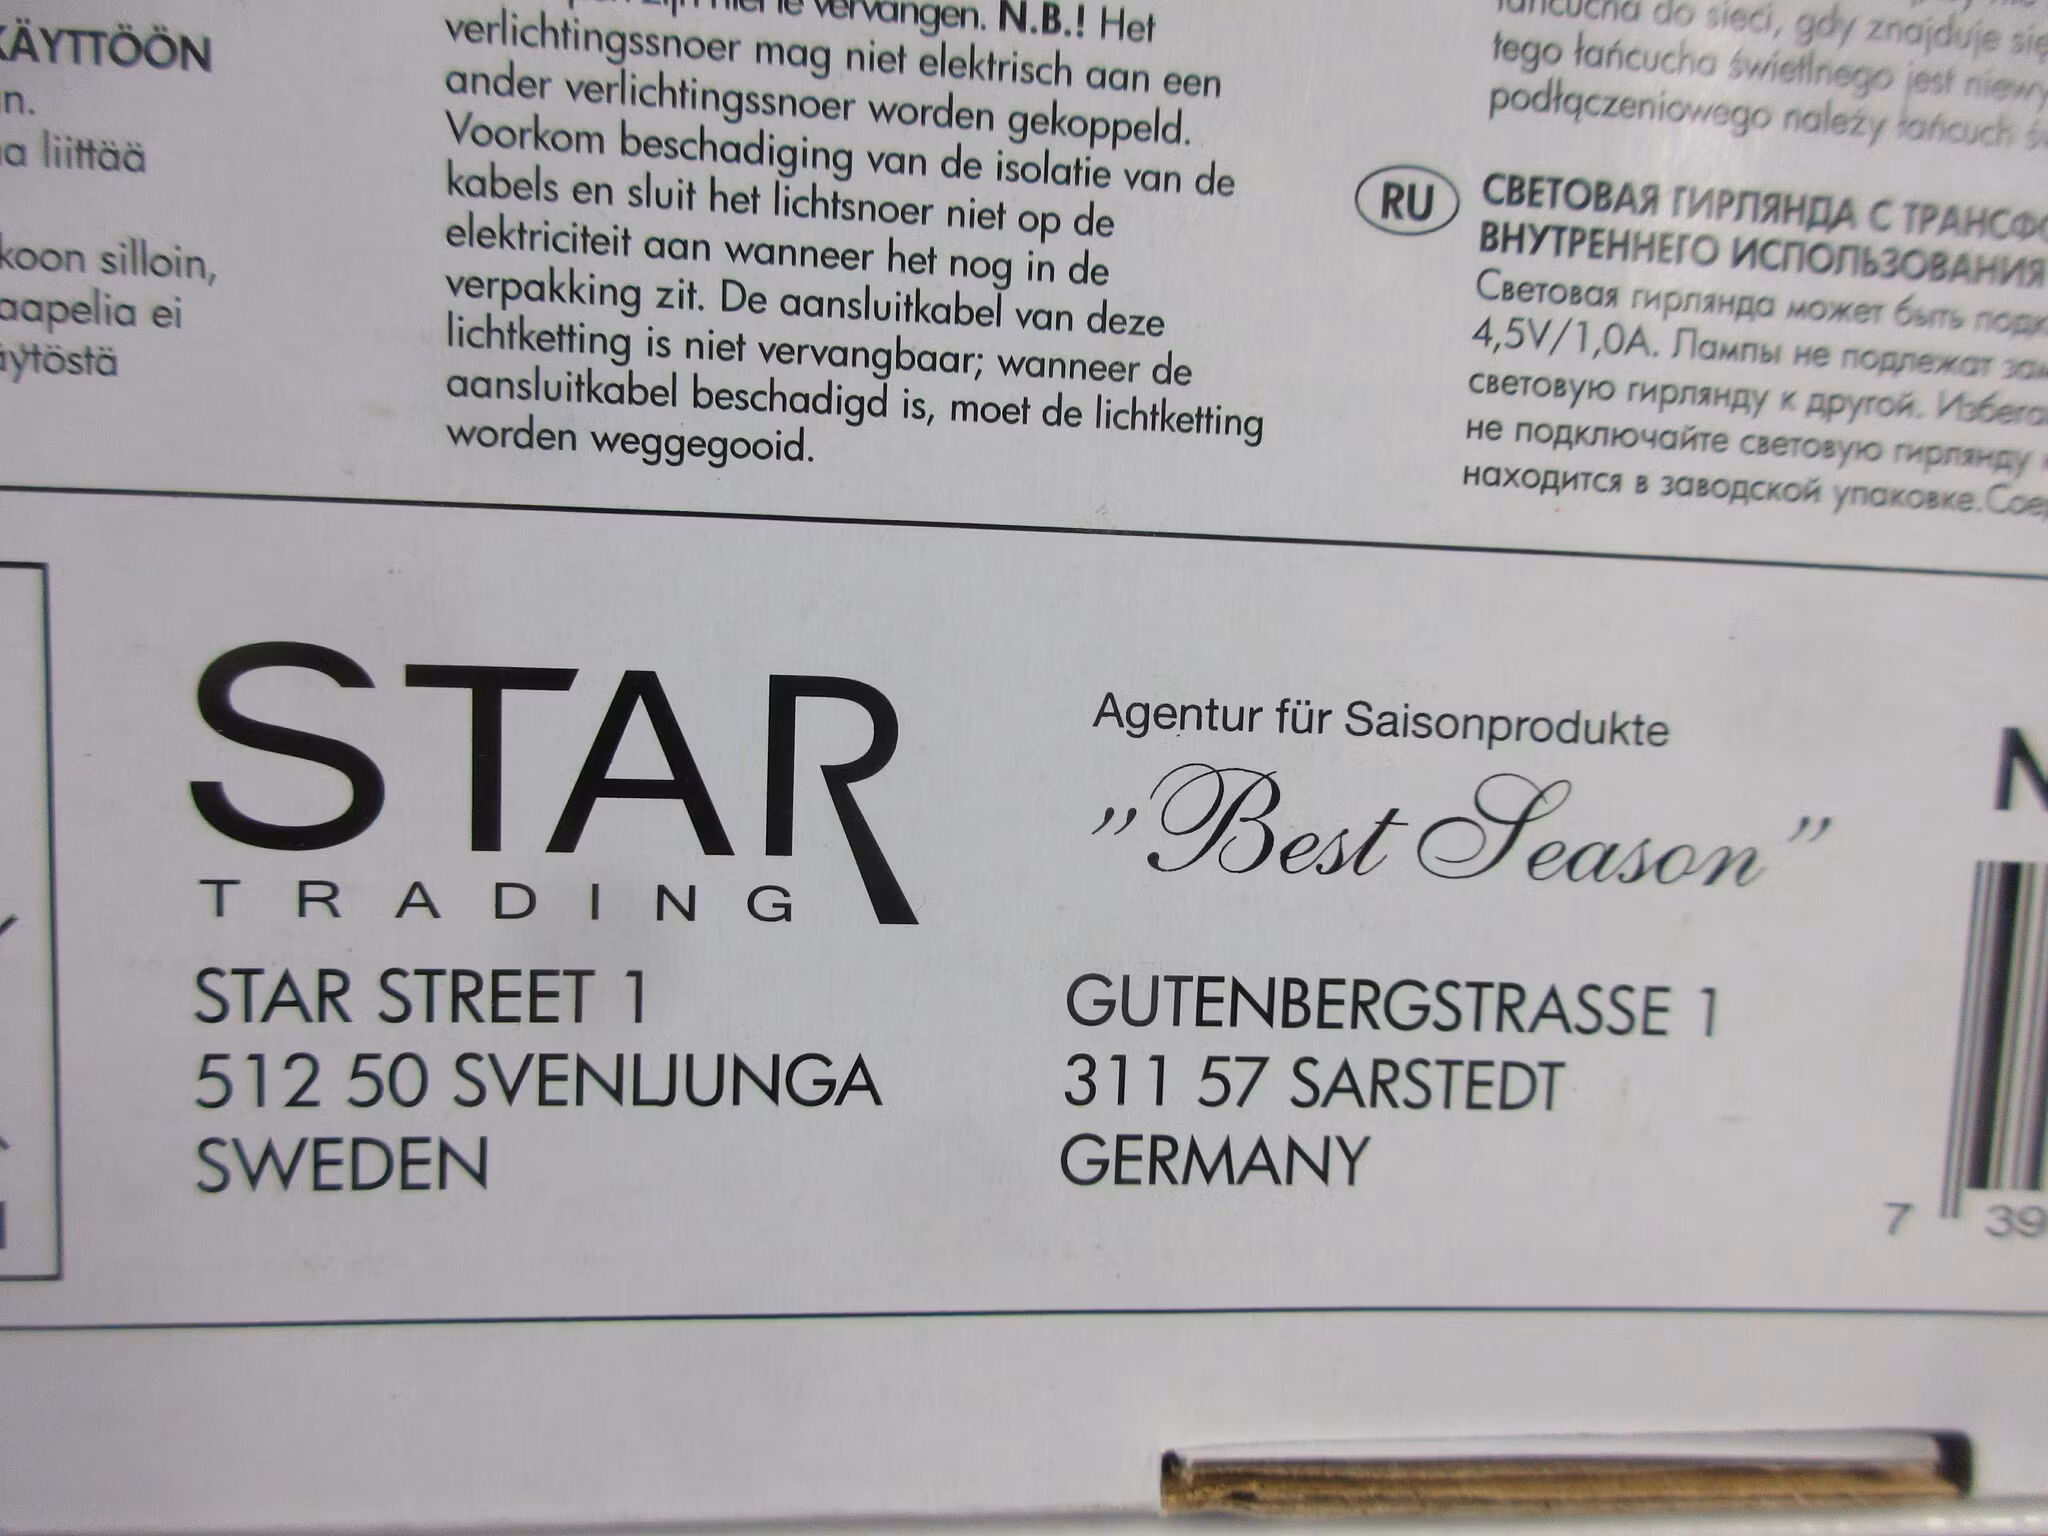 KÄYTTÖÖN
liittää
silloin,
ei
vervangen. N.B.! Het
verlichtingssnoer mag niet elektrisch aan een
ander verlichtingssnoer worden gekoppeld.
Voorkom beschadiging van de isolatie van de
kabels en sluit het lichtsnoer niet op de
elektriciteit aan wanneer het nog in de
verpakking zit. De aansluitkabel van deze
lichtketting is niet vervangbaar; wanneer de
aansluitkabel beschadigd is, moet de lichtketting
worden weggegooid.
łańcucha do sieci, gdy znajduje się
tego łańcucha świetlnego jest
podłączeniowego należy łańcuch
RU
СВЕТОВАЯ ГИРЛЯНДА С
ВНУТРЕННЕГО ИСПОЛЬЗОВАНИЯ
Световая гирлянда может быть
4,5V/1,0A. Лампы не подлежат
световую гирлянду к другой.
не подключайте световую гирлянду
находится в заводской упаковке.
STAR
TRADING
STAR STREET 1
512 50 SVENLJUNGA
SWEDEN
Agentur für Saisonprodukte
„Best Season”
GUTENBERGSTRASSE 1
311 57 SARSTEDT
GERMANY
7 39